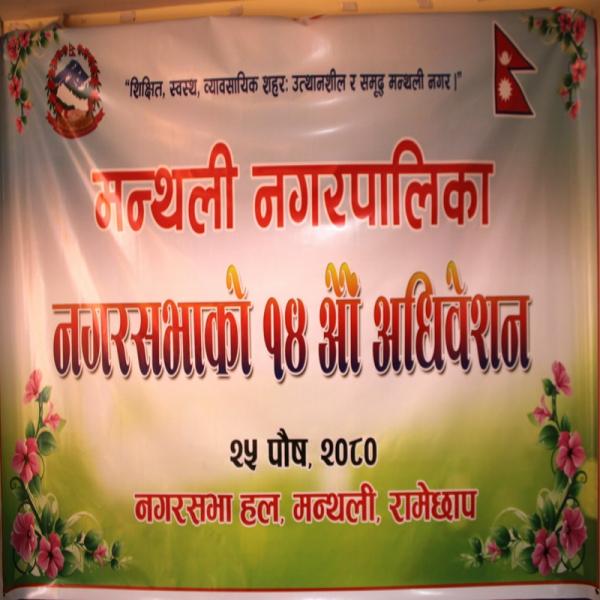 “शिक्षित, स्वस्थ, व्यावसायिक शहरः उत्थानशील र समृद्ध मन्थली नगर।”
मन्थली नगरपालिका
नगरसभाको १४ औं अधिवेशन
२५ पौष, २०८०
नगरसभा हल, मन्थली, रामेछाप